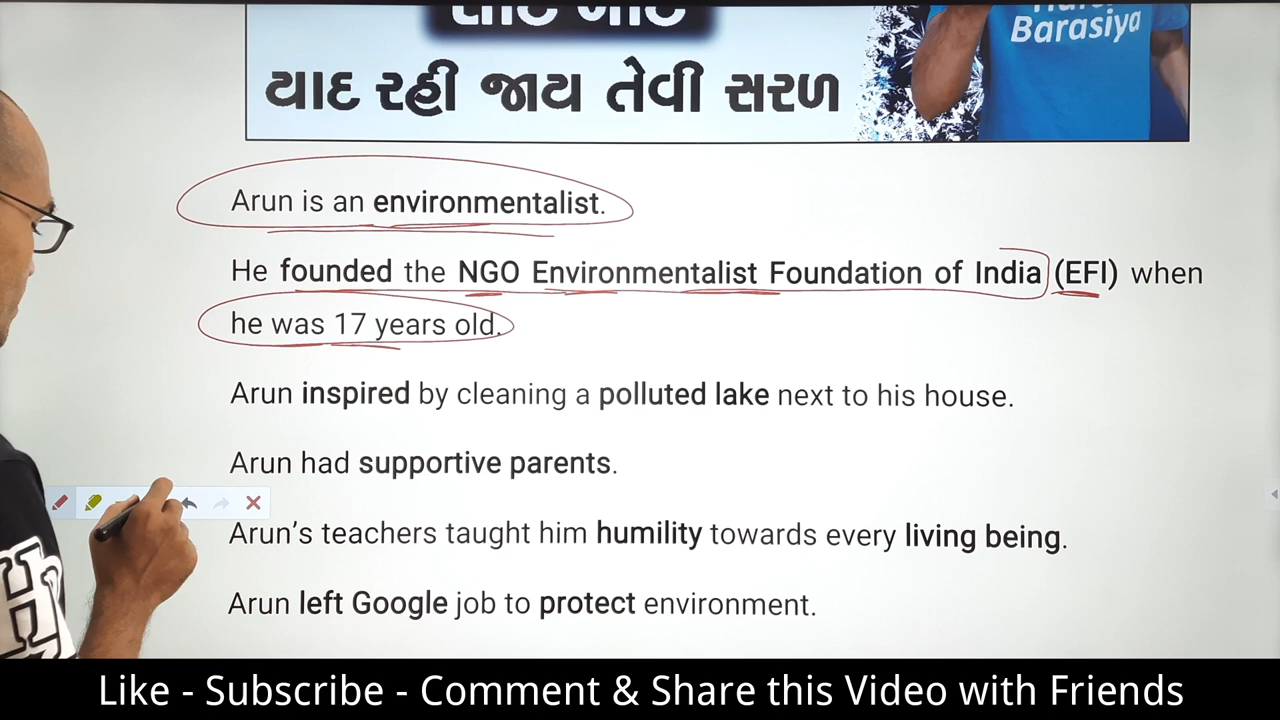 Barasiya
યાદ રહી જાય તેવી સરળ
Arun is an environmentalist.
He founded the NGO Environmentalist Foundation of India (EFI) when
he was 17 years old.
Arun inspired by cleaning a polluted lake next to his house.
Arun had supportive parents.
Arun’s teachers taught him humility towards every living being.
Arun left Google job to protect environment.
Like - Subscribe - Comment & Share this Video with Friends